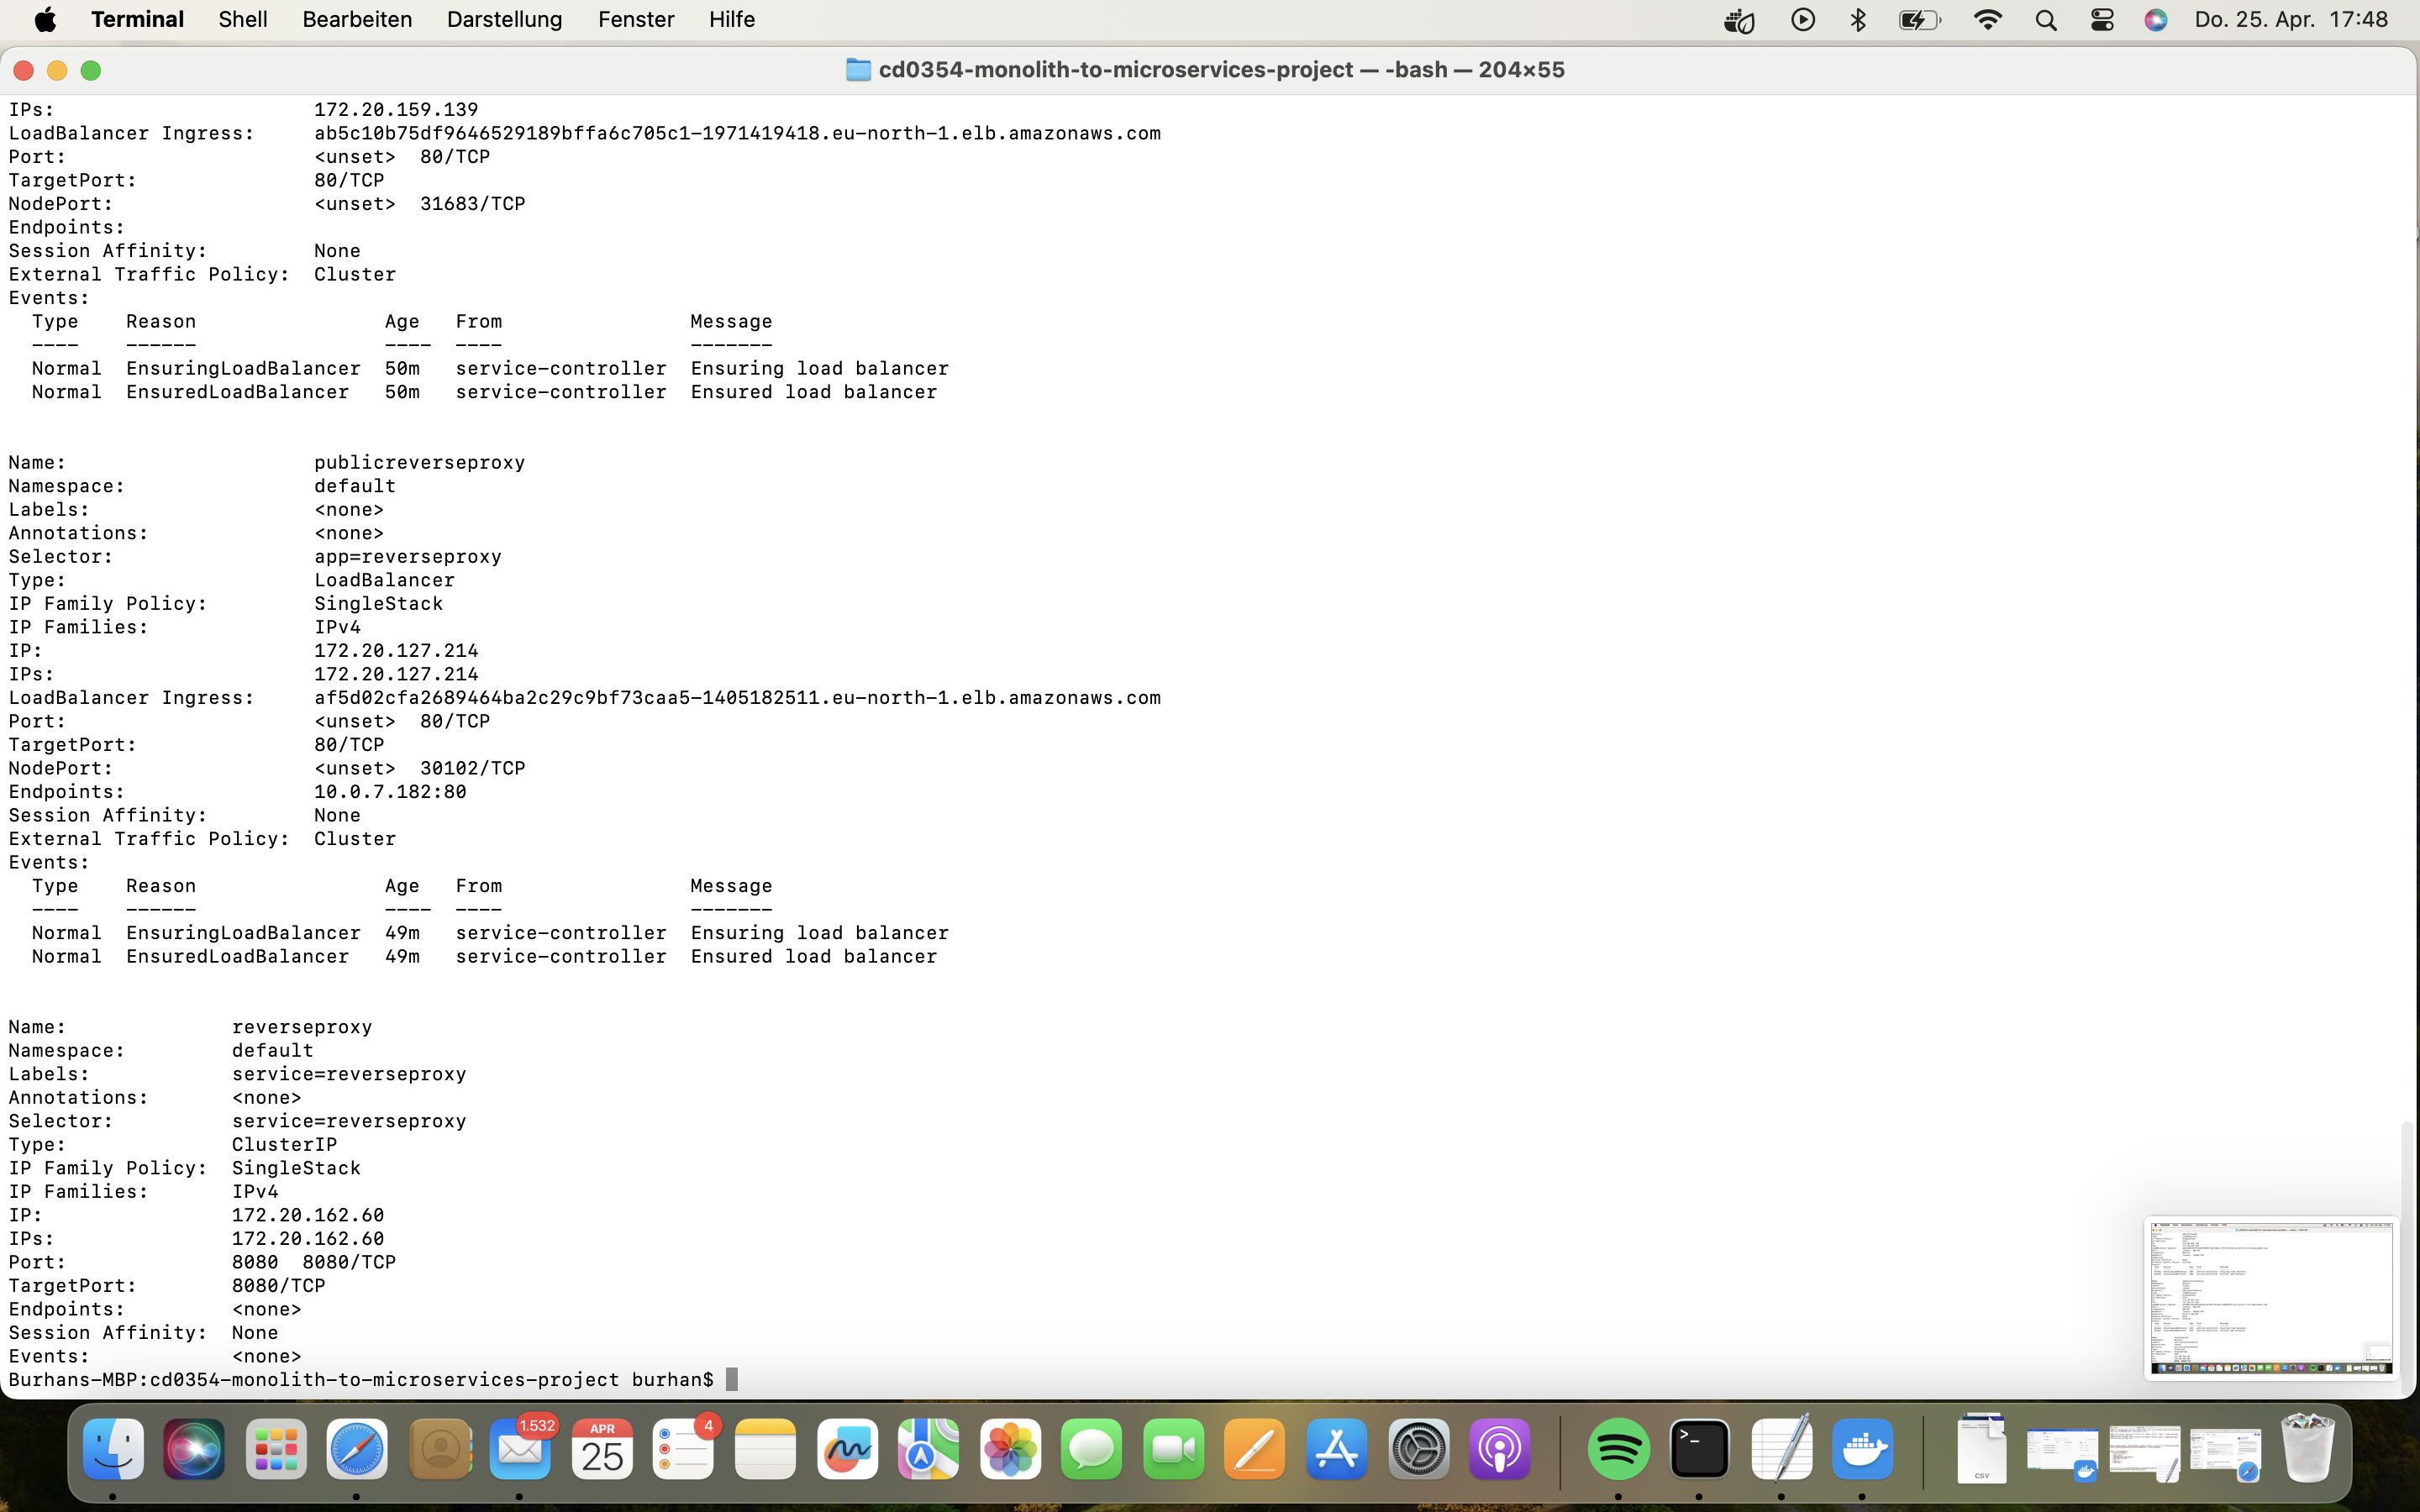 Terminal Shell Bearbeiten Darstellung Fenster Hilfe Do. 25. Apr. 17:48
cd0354-monolith-to-microservices-project — -bash — 204×55
IPs: 172.20.159.139
LoadBalancer Ingress: ab5c10b75df9646529189bffa6c705c1-1971419418.eu-north-1.elb.amazonaws.com
Port: <unset> 80/TCP
TargetPort: 80/TCP
NodePort: <unset> 31683/TCP
Endpoints:
Session Affinity: None
External Traffic Policy: Cluster
Events:
Type Reason Age From Message
---- ------ ---- ---- -------
Normal EnsuringLoadBalancer 50m service-controller Ensuring load balancer
Normal EnsuredLoadBalancer 50m service-controller Ensured load balancer
Name: publicreverseproxy
Namespace: default
Labels: <none>
Annotations: <none>
Selector: app=reverseproxy
Type: LoadBalancer
IP Family Policy: SingleStack
IP Families: IPv4
IP: 172.20.127.214
IPs: 172.20.127.214
LoadBalancer Ingress: af5d02cfa2689464ba2c29c9bf73caa5-1405182511.eu-north-1.elb.amazonaws.com
Port: <unset> 80/TCP
TargetPort: 80/TCP
NodePort: <unset> 30102/TCP
Endpoints: 10.0.7.182:80
Session Affinity: None
External Traffic Policy: Cluster
Events:
Type Reason Age From Message
---- ------ ---- ---- -------
Normal EnsuringLoadBalancer 49m service-controller Ensuring load balancer
Normal EnsuredLoadBalancer 49m service-controller Ensured load balancer
Name: reverseproxy
Namespace: default
Labels: service=reverseproxy
Annotations: <none>
Selector: service=reverseproxy
Type: ClusterIP
IP Family Policy: SingleStack
IP Families: IPv4
IP: 172.20.162.60
IPs: 172.20.162.60
Port: 8080 8080/TCP
TargetPort: 8080/TCP
Endpoints: <none>
Session Affinity: None
Events: <none>
Burhans-MBP:cd0354-monolith-to-microservices-project burhan$
1.532
APR
25
4
>_
CSV